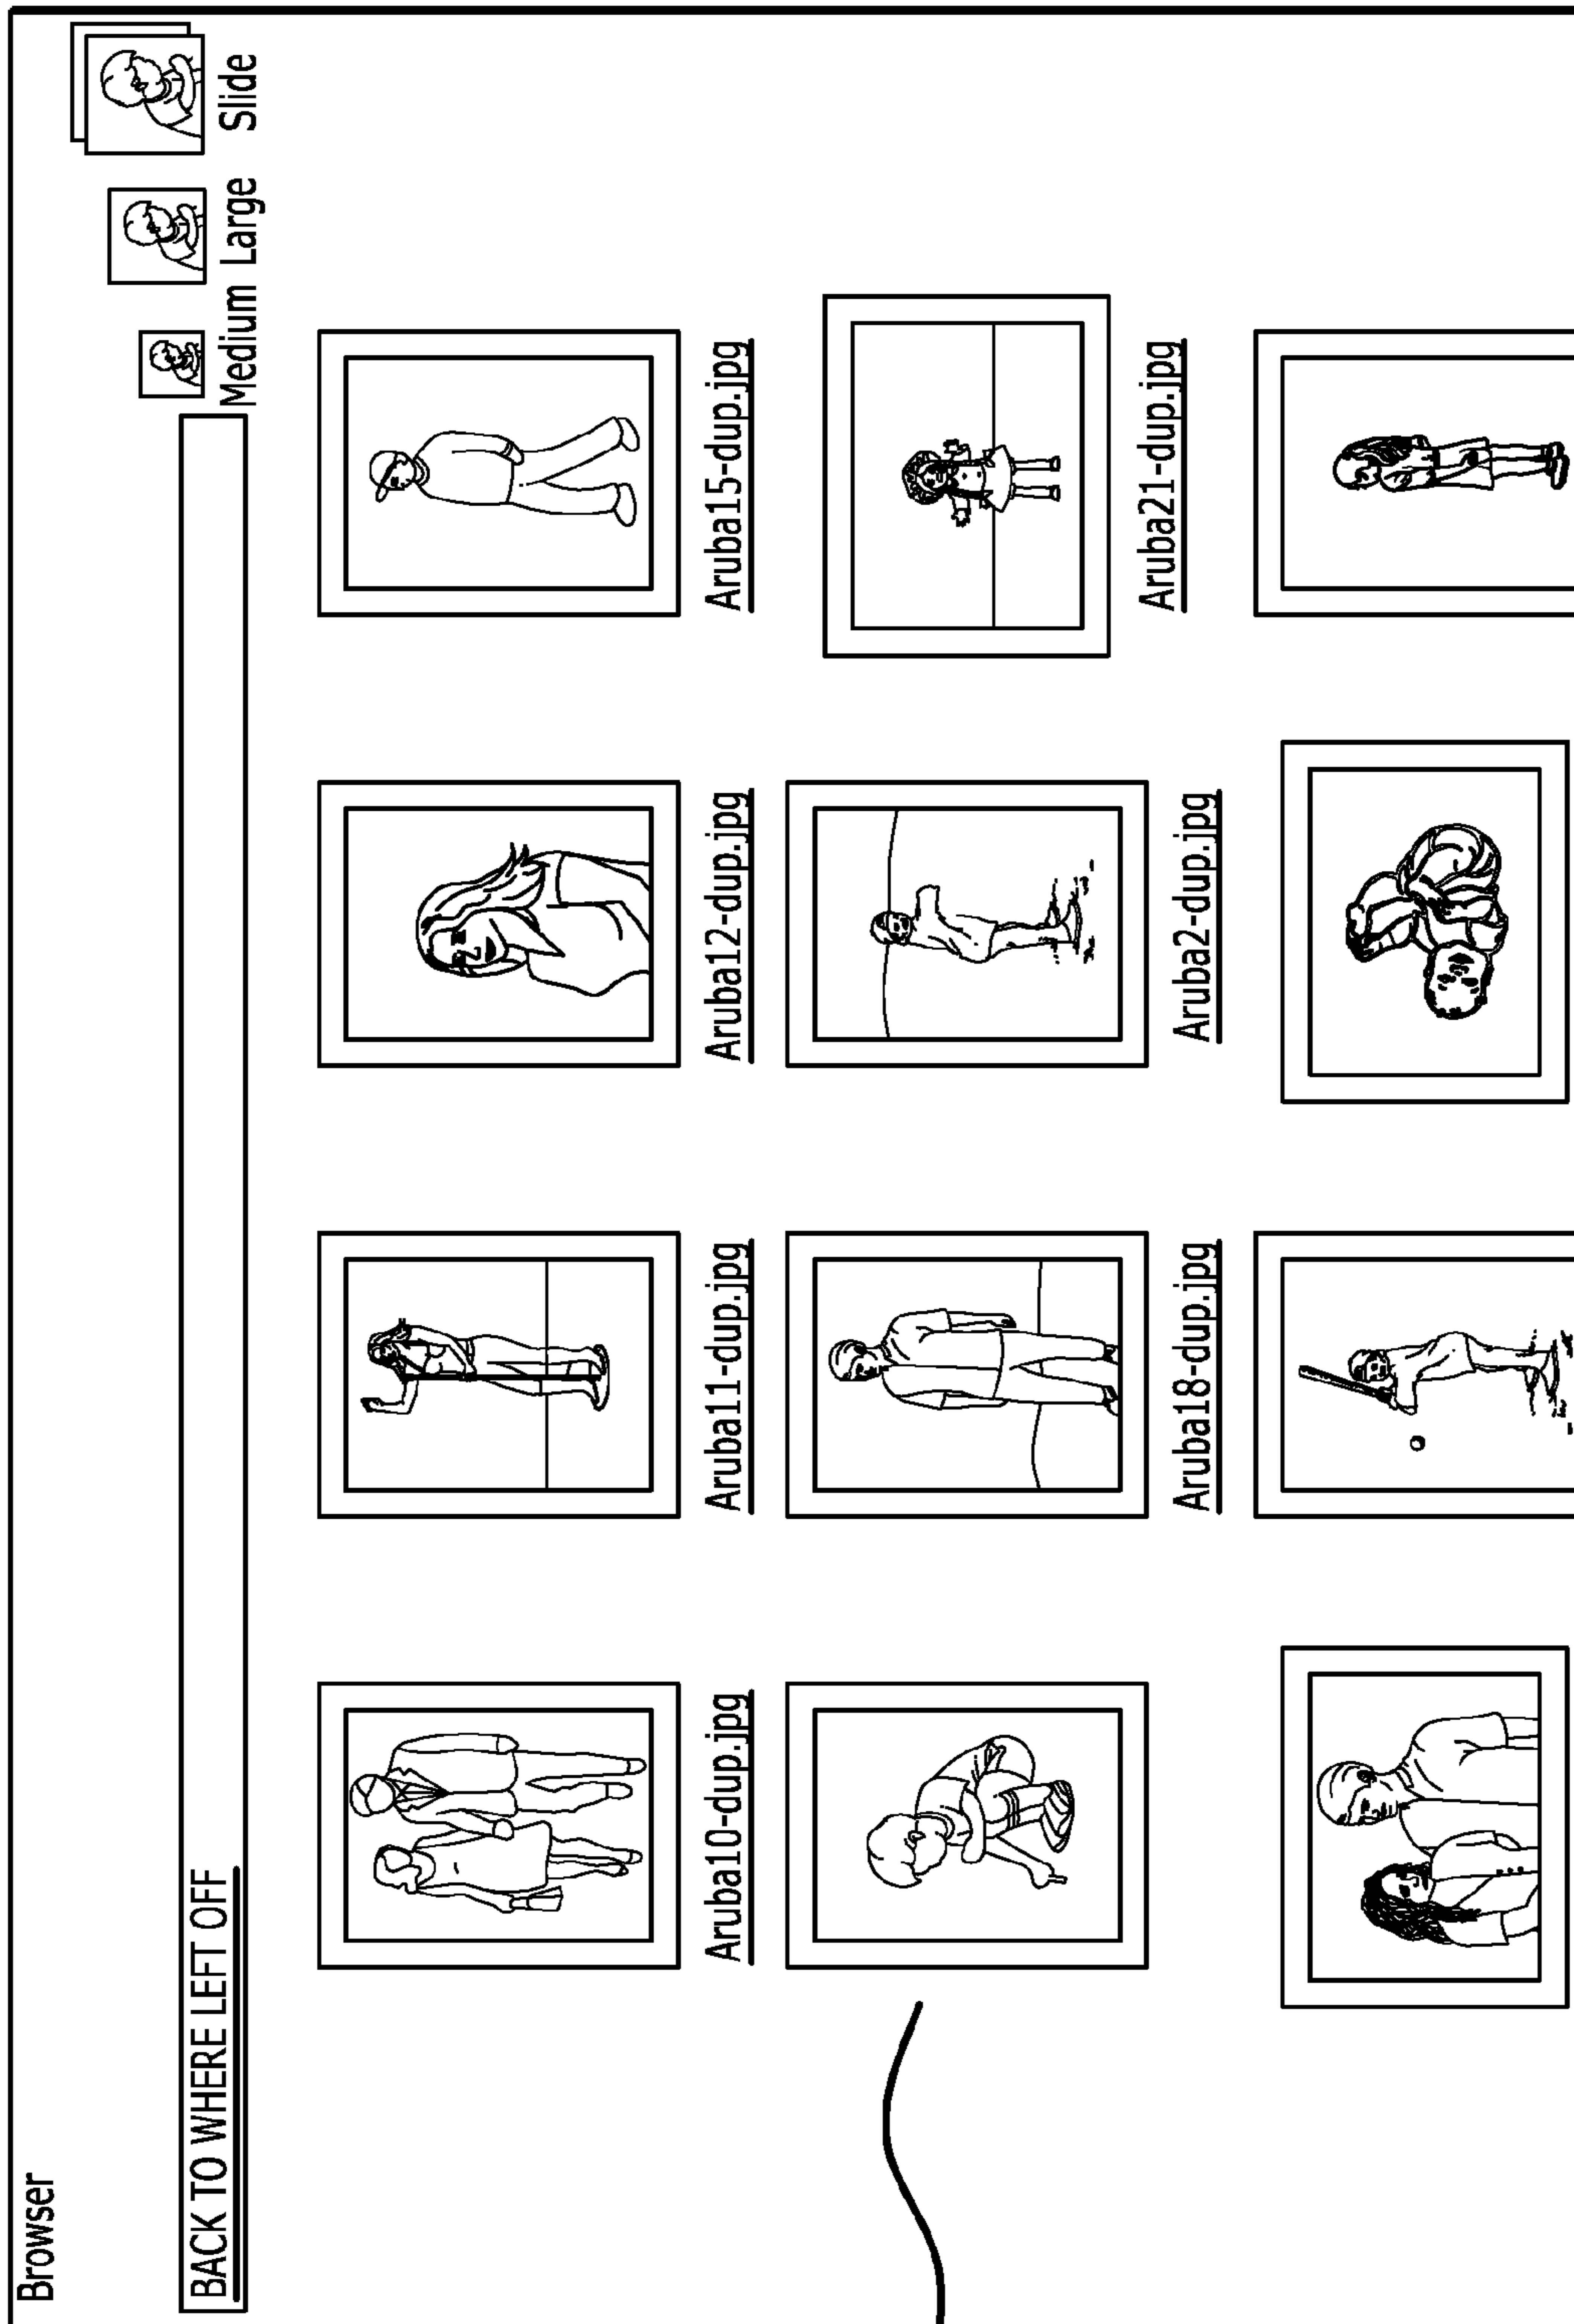 Browser
BACK TO WHERE LEFT OFF
Medium Large Slide
Aruba10-dup.jpg Aruba11-dup.jpg Aruba12-dup.jpg Aruba15-dup.jpg
Aruba18-dup.jpg Aruba2-dup.jpg Aruba21-dup.jpg